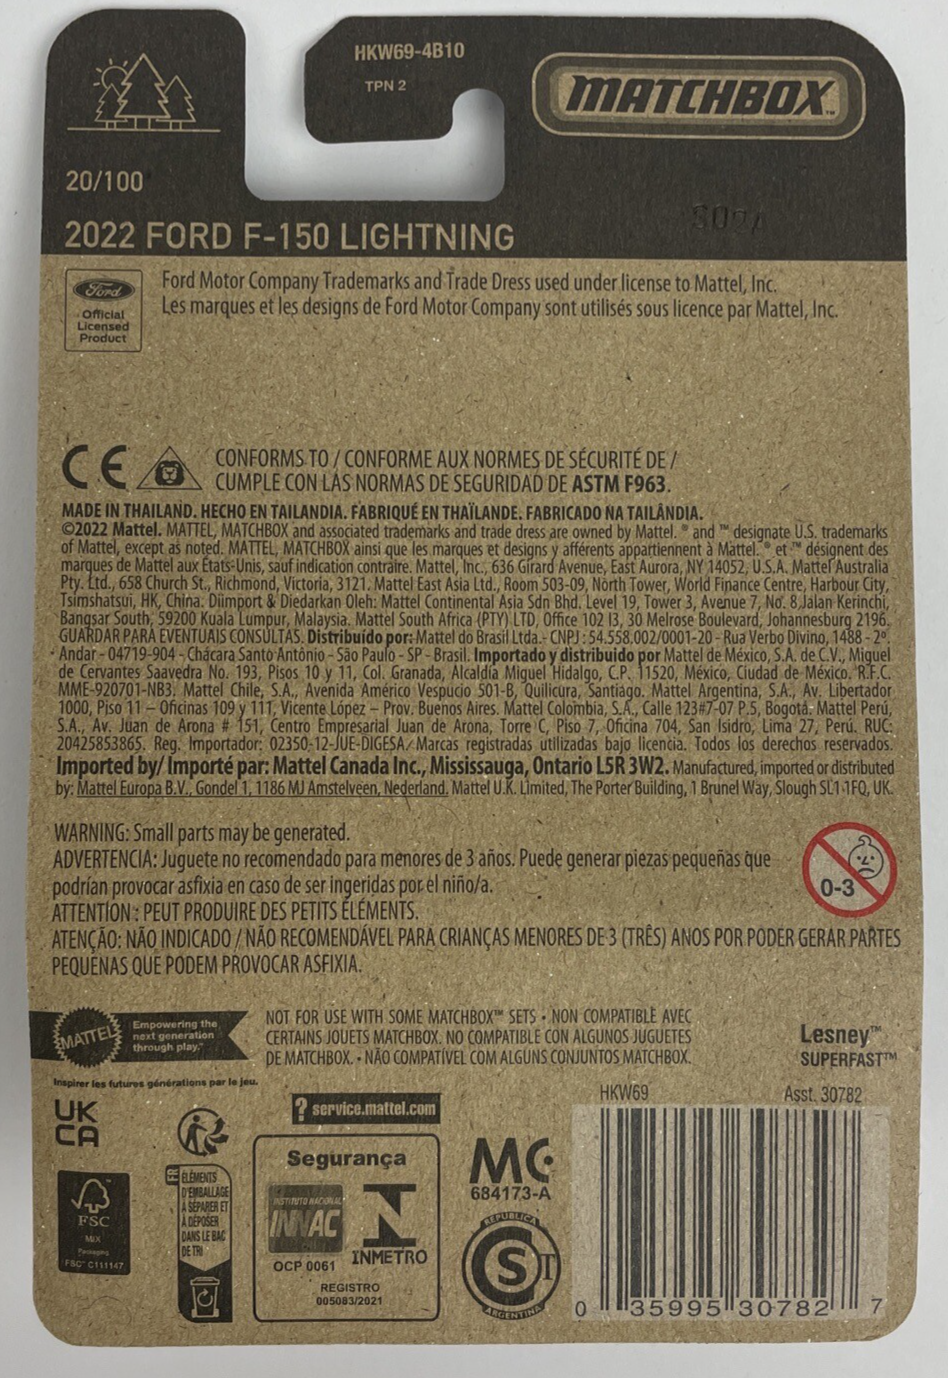 HKW69-4B10
TPN 2
MATCHBOX™
20/100
2022 FORD F-150 LIGHTNING
Ford
Official
Licensed
Product
Ford Motor Company Trademarks and Trade Dress used under license to Mattel, Inc.
Les marques et les designs de Ford Motor Company sont utilisés sous licence par Mattel, Inc.
CE
CONFORMS TO / CONFORME AUX NORMES DE SÉCURITÉ DE /
CUMPLE CON LAS NORMAS DE SEGURIDAD DE ASTM F963.
MADE IN THAILAND. HECHO EN TAILANDIA. FABRIQUÉ EN THAÏLANDE. FABRICADO NA TAILÂNDIA.
©2022 Mattel. MATTEL, MATCHBOX and associated trademarks and trade dress are owned by Mattel. ® and ™ designate U.S. trademarks
of Mattel, except as noted. MATTEL, MATCHBOX ainsi que les marques et designs y afférents appartiennent à Mattel. ® et ™ désignent des
marques de Mattel aux États-Unis, sauf indication contraire. Mattel, Inc., 636 Girard Avenue, East Aurora, NY 14052, U.S.A. Mattel Australia
Pty. Ltd., 658 Church St., Richmond, Victoria, 3121. Mattel East Asia Ltd., Room 503-09, North Tower, World Finance Centre, Harbour City,
Tsimshatsui, HK, China. Diimport & Diedarkan Oleh: Mattel Continental Asia Sdn Bhd. Level 19, Tower 3, Avenue 7, No. 8 Jalan Kerinchi,
Bangsar South, 59200 Kuala Lumpur, Malaysia. Mattel South Africa (PTY) LTD, Office 102 I3, 30 Melrose Boulevard, Johannesburg 2196.
GUARDAR PARA EVENTUAIS CONSULTAS. Distribuído por: Mattel do Brasil Ltda.- CNPJ : 54.558.002/0001-20 - Rua Verbo Divino, 1488 - 2º.
Andar - 04719-904 - Chácara Santo Antônio - São Paulo - SP - Brasil. Importado y distribuido por Mattel de México, S.A. de C.V., Miguel
de Cervantes Saavedra No. 193, Pisos 10 y 11, Col. Granada, Alcaldía Miguel Hidalgo, C.P. 11520, México, Ciudad de México. R.F.C.
MME-920701-NB3. Mattel Chile, S.A., Avenida Américo Vespucio 501-B, Quilicura, Santiago. Mattel Argentina, S.A., Av. Libertador
1000, Piso 11 – Oficinas 109 y 111, Vicente López – Prov. Buenos Aires. Mattel Colombia, S.A., Calle 123#7-07 P.5, Bogotá. Mattel Perú,
S.A., Av. Juan de Arona # 151, Centro Empresarial Juan de Arona, Torre C, Piso 7, Oficina 704, San Isidro, Lima 27, Perú. RUC:
20425853865. Reg. Importador: 02350-12-JUE-DIGESA. Marcas registradas utilizadas bajo licencia. Todos los derechos reservados.
Imported by/ Importé par: Mattel Canada Inc., Mississauga, Ontario L5R 3W2. Manufactured, imported or distributed
by: Mattel Europa B.V., Gondel 1, 1186 MJ Amstelveen, Nederland. Mattel U.K. Limited, The Porter Building, 1 Brunel Way, Slough SL1 1FQ, UK.
WARNING: Small parts may be generated.
ADVERTENCIA: Juguete no recomendado para menores de 3 años. Puede generar piezas pequeñas que
podrían provocar asfixia en caso de ser ingeridas por el niño/a.
ATTENTION : PEUT PRODUIRE DES PETITS ÉLÉMENTS.
ATENÇÃO: NÃO INDICADO / NÃO RECOMENDÁVEL PARA CRIANÇAS MENORES DE 3 (TRÊS) ANOS POR PODER GERAR PARTES
PEQUENAS QUE PODEM PROVOCAR ASFIXIA.
0-3
MATTEL
Empowering the
next generation
through play.™
Inspirer les futures générations par le jeu.
NOT FOR USE WITH SOME MATCHBOX™ SETS • NON COMPATIBLE AVEC
CERTAINS JOUETS MATCHBOX. NO COMPATIBLE CON ALGUNOS JUGUETES
DE MATCHBOX. • NÃO COMPATÍVEL COM ALGUNS CONJUNTOS MATCHBOX.
Lesney™
SUPERFAST™
UK
CA
? service.mattel.com
HKW69
Asst. 30782
FSC
MIX
Packaging
FSC™ C111147
FR
ÉLÉMENTS
D'EMBALLAGE
À SÉPARER ET
À DÉPOSER
DANS LE BAC
DE TRI
Segurança
INSTITUTO NACIONAL
INNAC
OCP 0061
INMETRO
REGISTRO
005083/2021
MC
684173-A
REPUBLICA
S
ARGENTINA
0 35995 30782 7